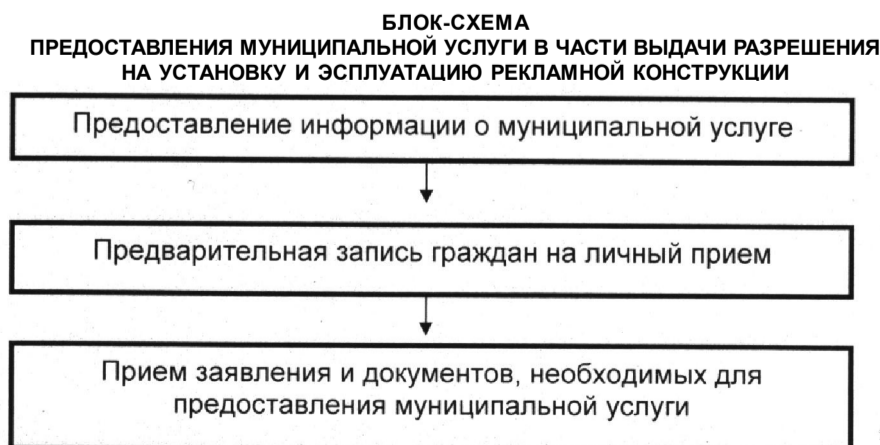 БЛОК-СХЕМА
ПРЕДОСТАВЛЕНИЯ МУНИЦИПАЛЬНОЙ УСЛУГИ В ЧАСТИ ВЫДАЧИ РАЗРЕШЕНИЯ
НА УСТАНОВКУ И ЭСПЛУАТАЦИЮ РЕКЛАМНОЙ КОНСТРУКЦИИ
Предоставление информации о муниципальной услуге
Предварительная запись граждан на личный прием
Прием заявления и документов, необходимых для
предоставления муниципальной услуги